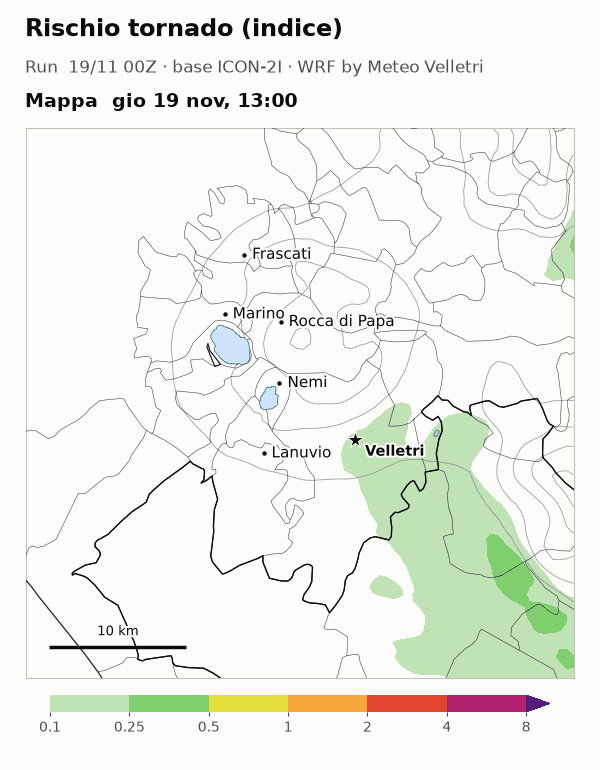 Rischio tornado (indice)
Run  19/11 00Z · base ICON-2I · WRF by Meteo Velletri
Mappa  gio 19 nov, 13:00
Frascati
Marino
Rocca di Papa
Nemi
Velletri
Lanuvio
10 km
0.1 0.25 0.5 1 2 4 8